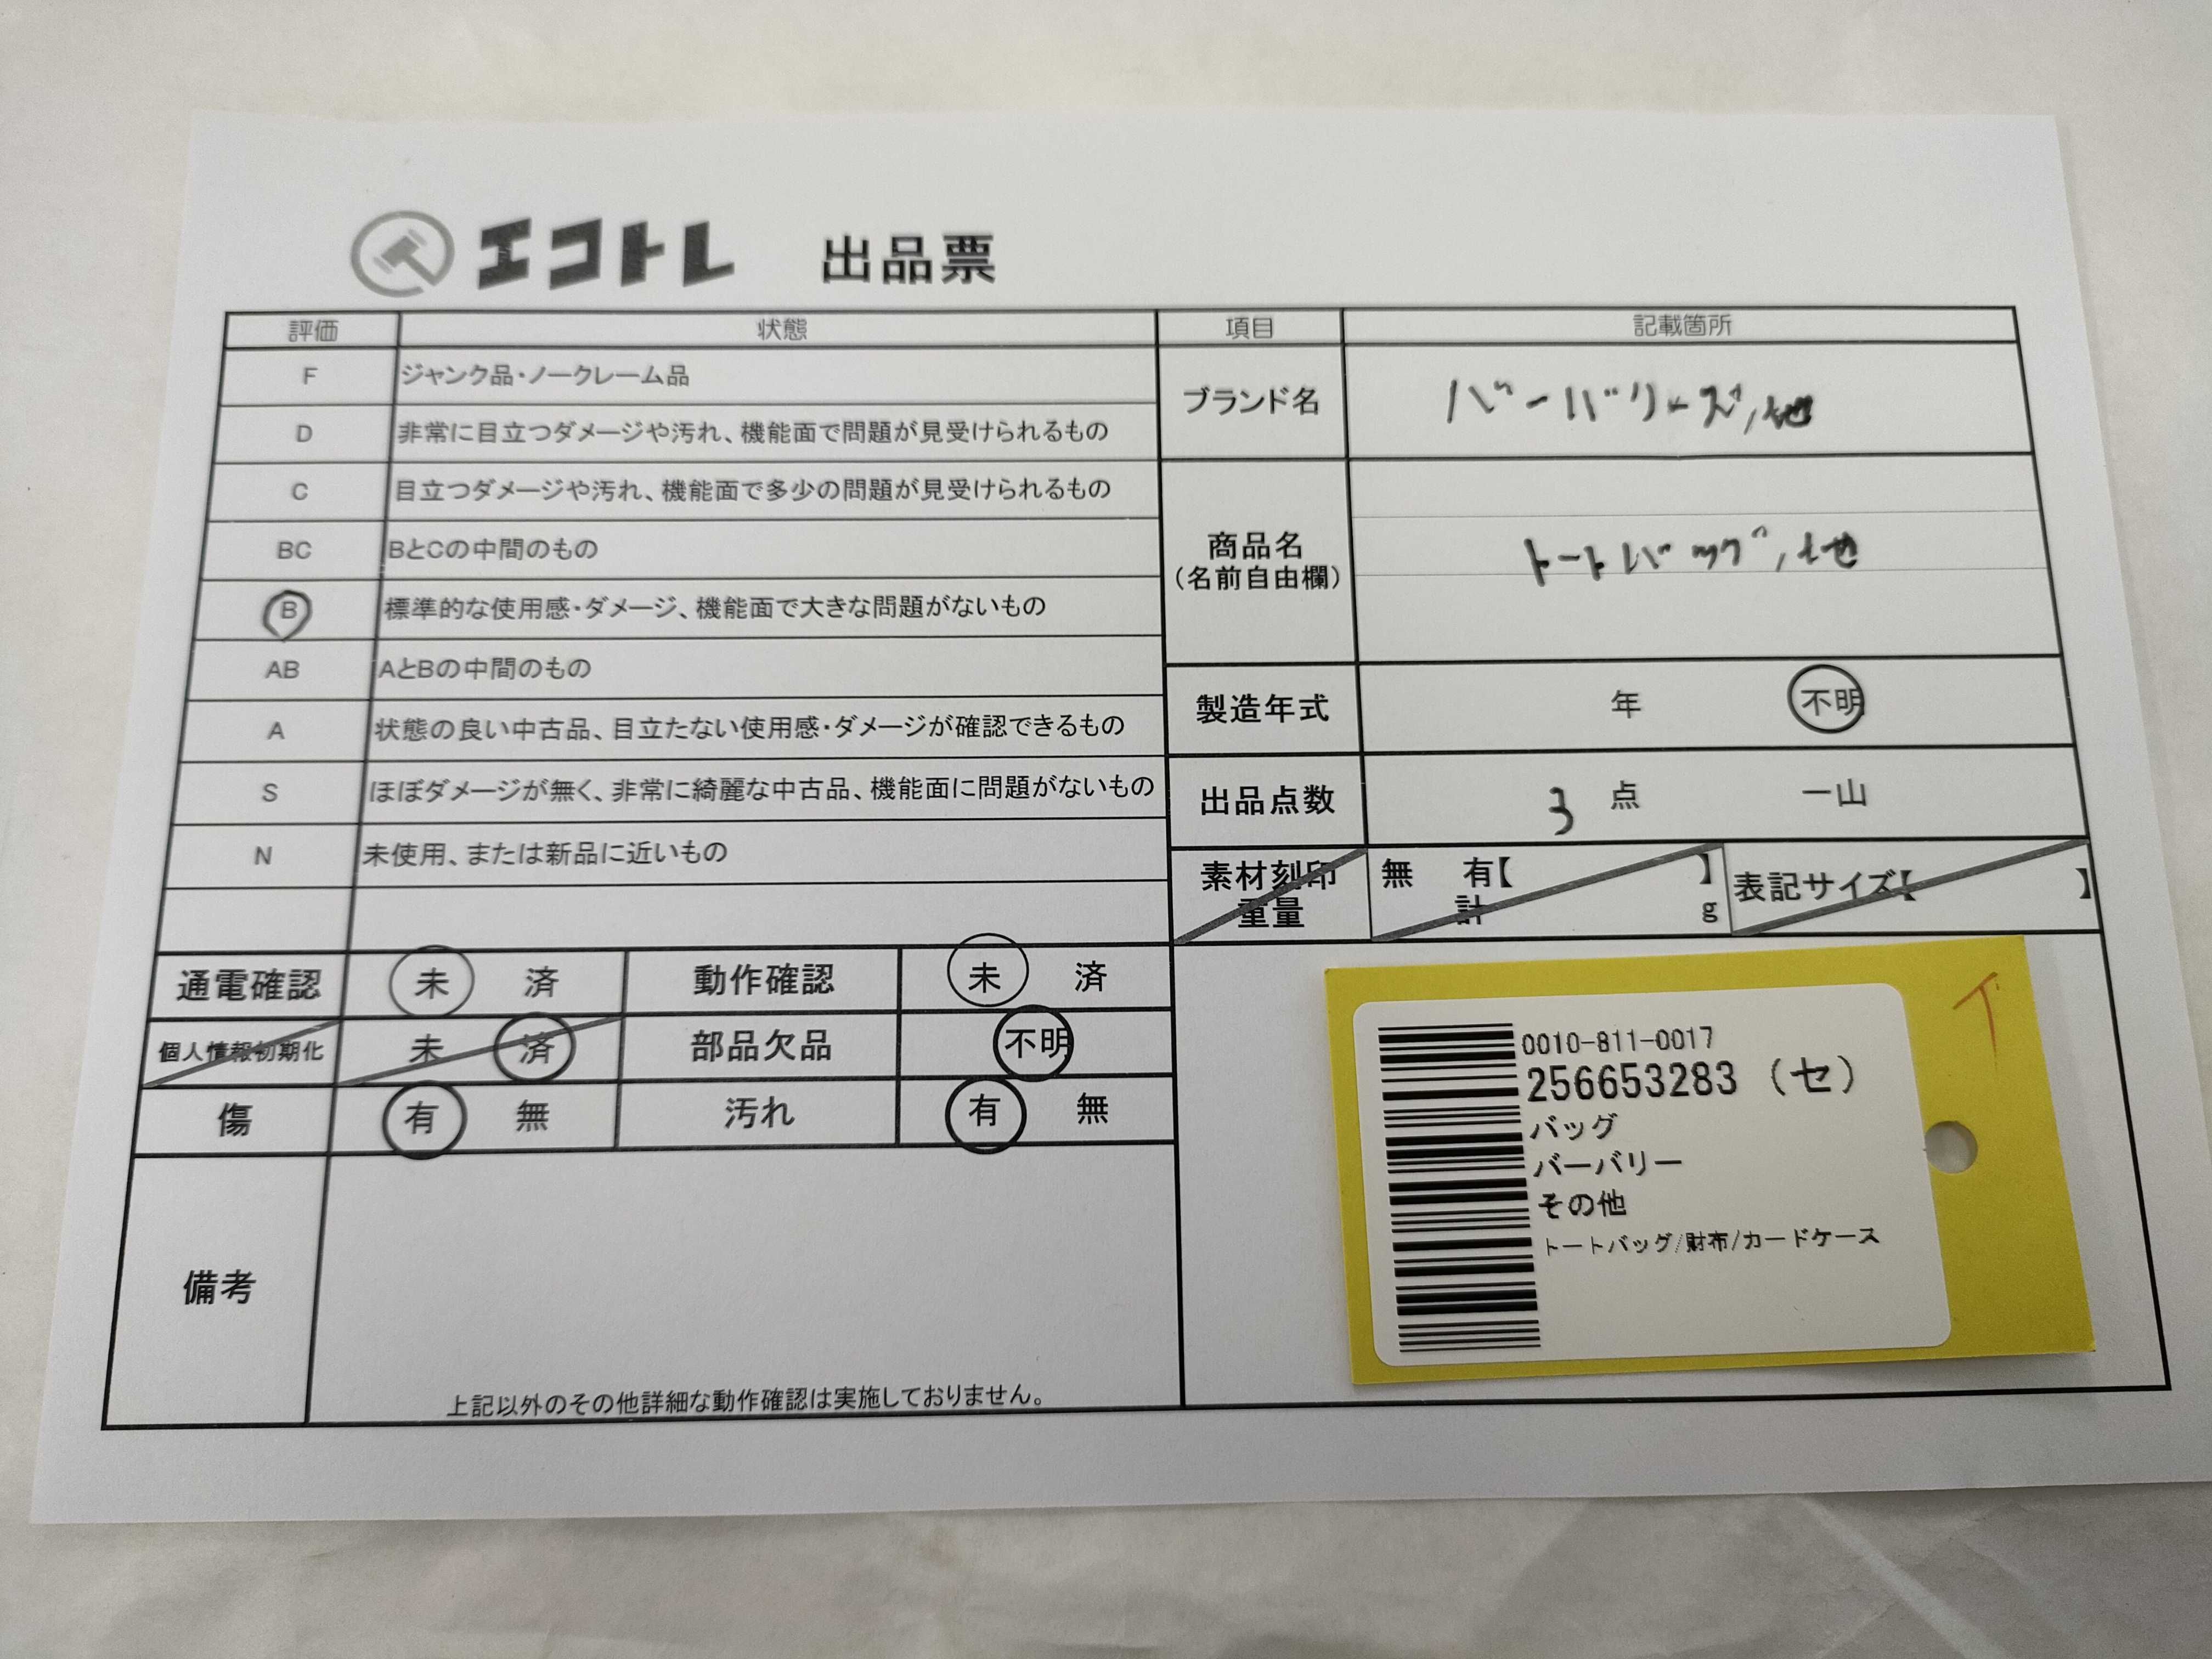 エコトレ 出品票
評価 状態 項目 記載箇所
F ジャンク品・ノークレーム品
D 非常に目立つダメージや汚れ、機能面で問題が見受けられるもの
C 目立つダメージや汚れ、機能面で多少の問題が見受けられるもの
BC BとCの中間のもの
B 標準的な使用感・ダメージ、機能面で大きな問題がないもの
AB AとBの中間のもの
A 状態の良い中古品、目立たない使用感・ダメージが確認できるもの
S ほぼダメージが無く、非常に綺麗な中古品、機能面に問題がないもの
N 未使用、または新品に近いもの
ブランド名 バーバリーズ,他
商品名
(名前自由欄)
トートバッグ,他
製造年式 年 不明
出品点数 3 点 一山
素材刻印
重量
無 有【 】
計 g
表記サイズ【 】
通電確認 未 済 動作確認 未 済
個人情報初期化 未 済 部品欠品 不明
傷 有 無 汚れ 有 無
備考
上記以外のその他詳細な動作確認は実施しておりません。
0010-811-0017
256653283 (セ)
バッグ
バーバリー
その他
トートバッグ/財布/カードケース